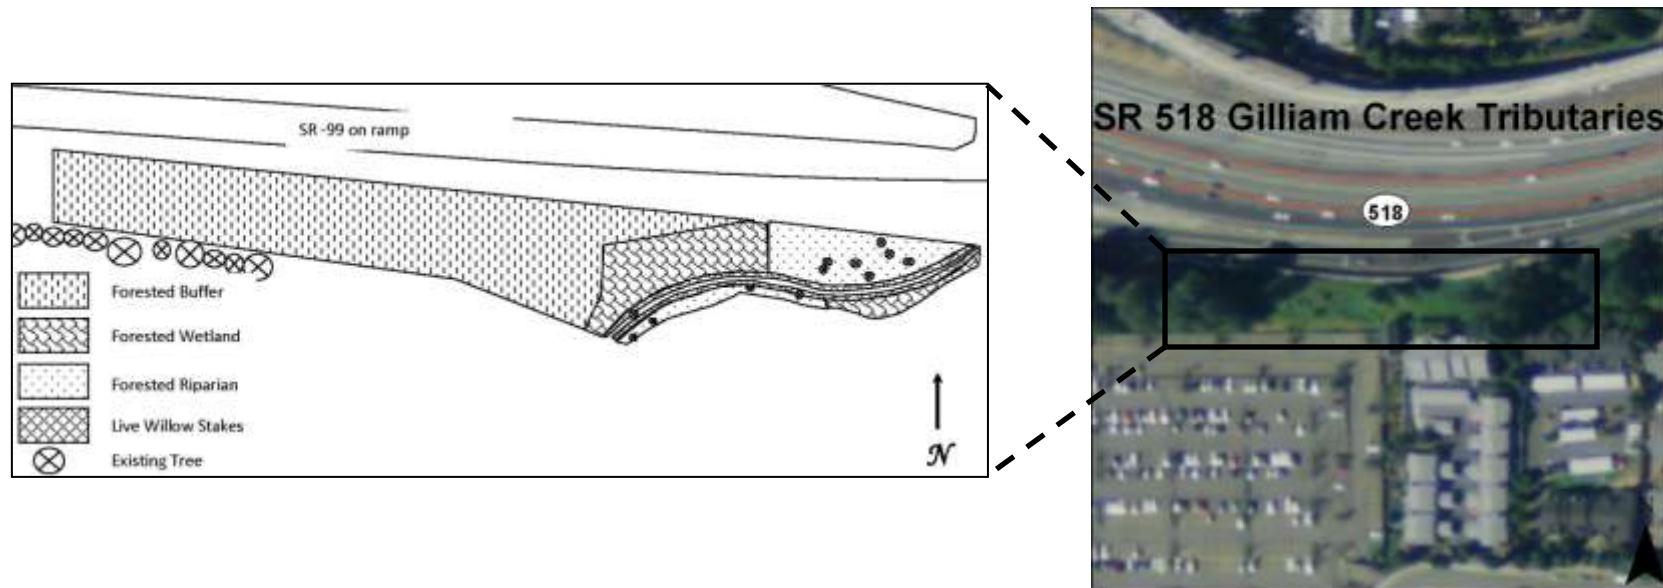 SR -99 on ramp
Forested Buffer
Forested Wetland
Forested Riparian
Live Willow Stakes
Existing Tree
N
SR 518 Gilliam Creek Tributaries
518